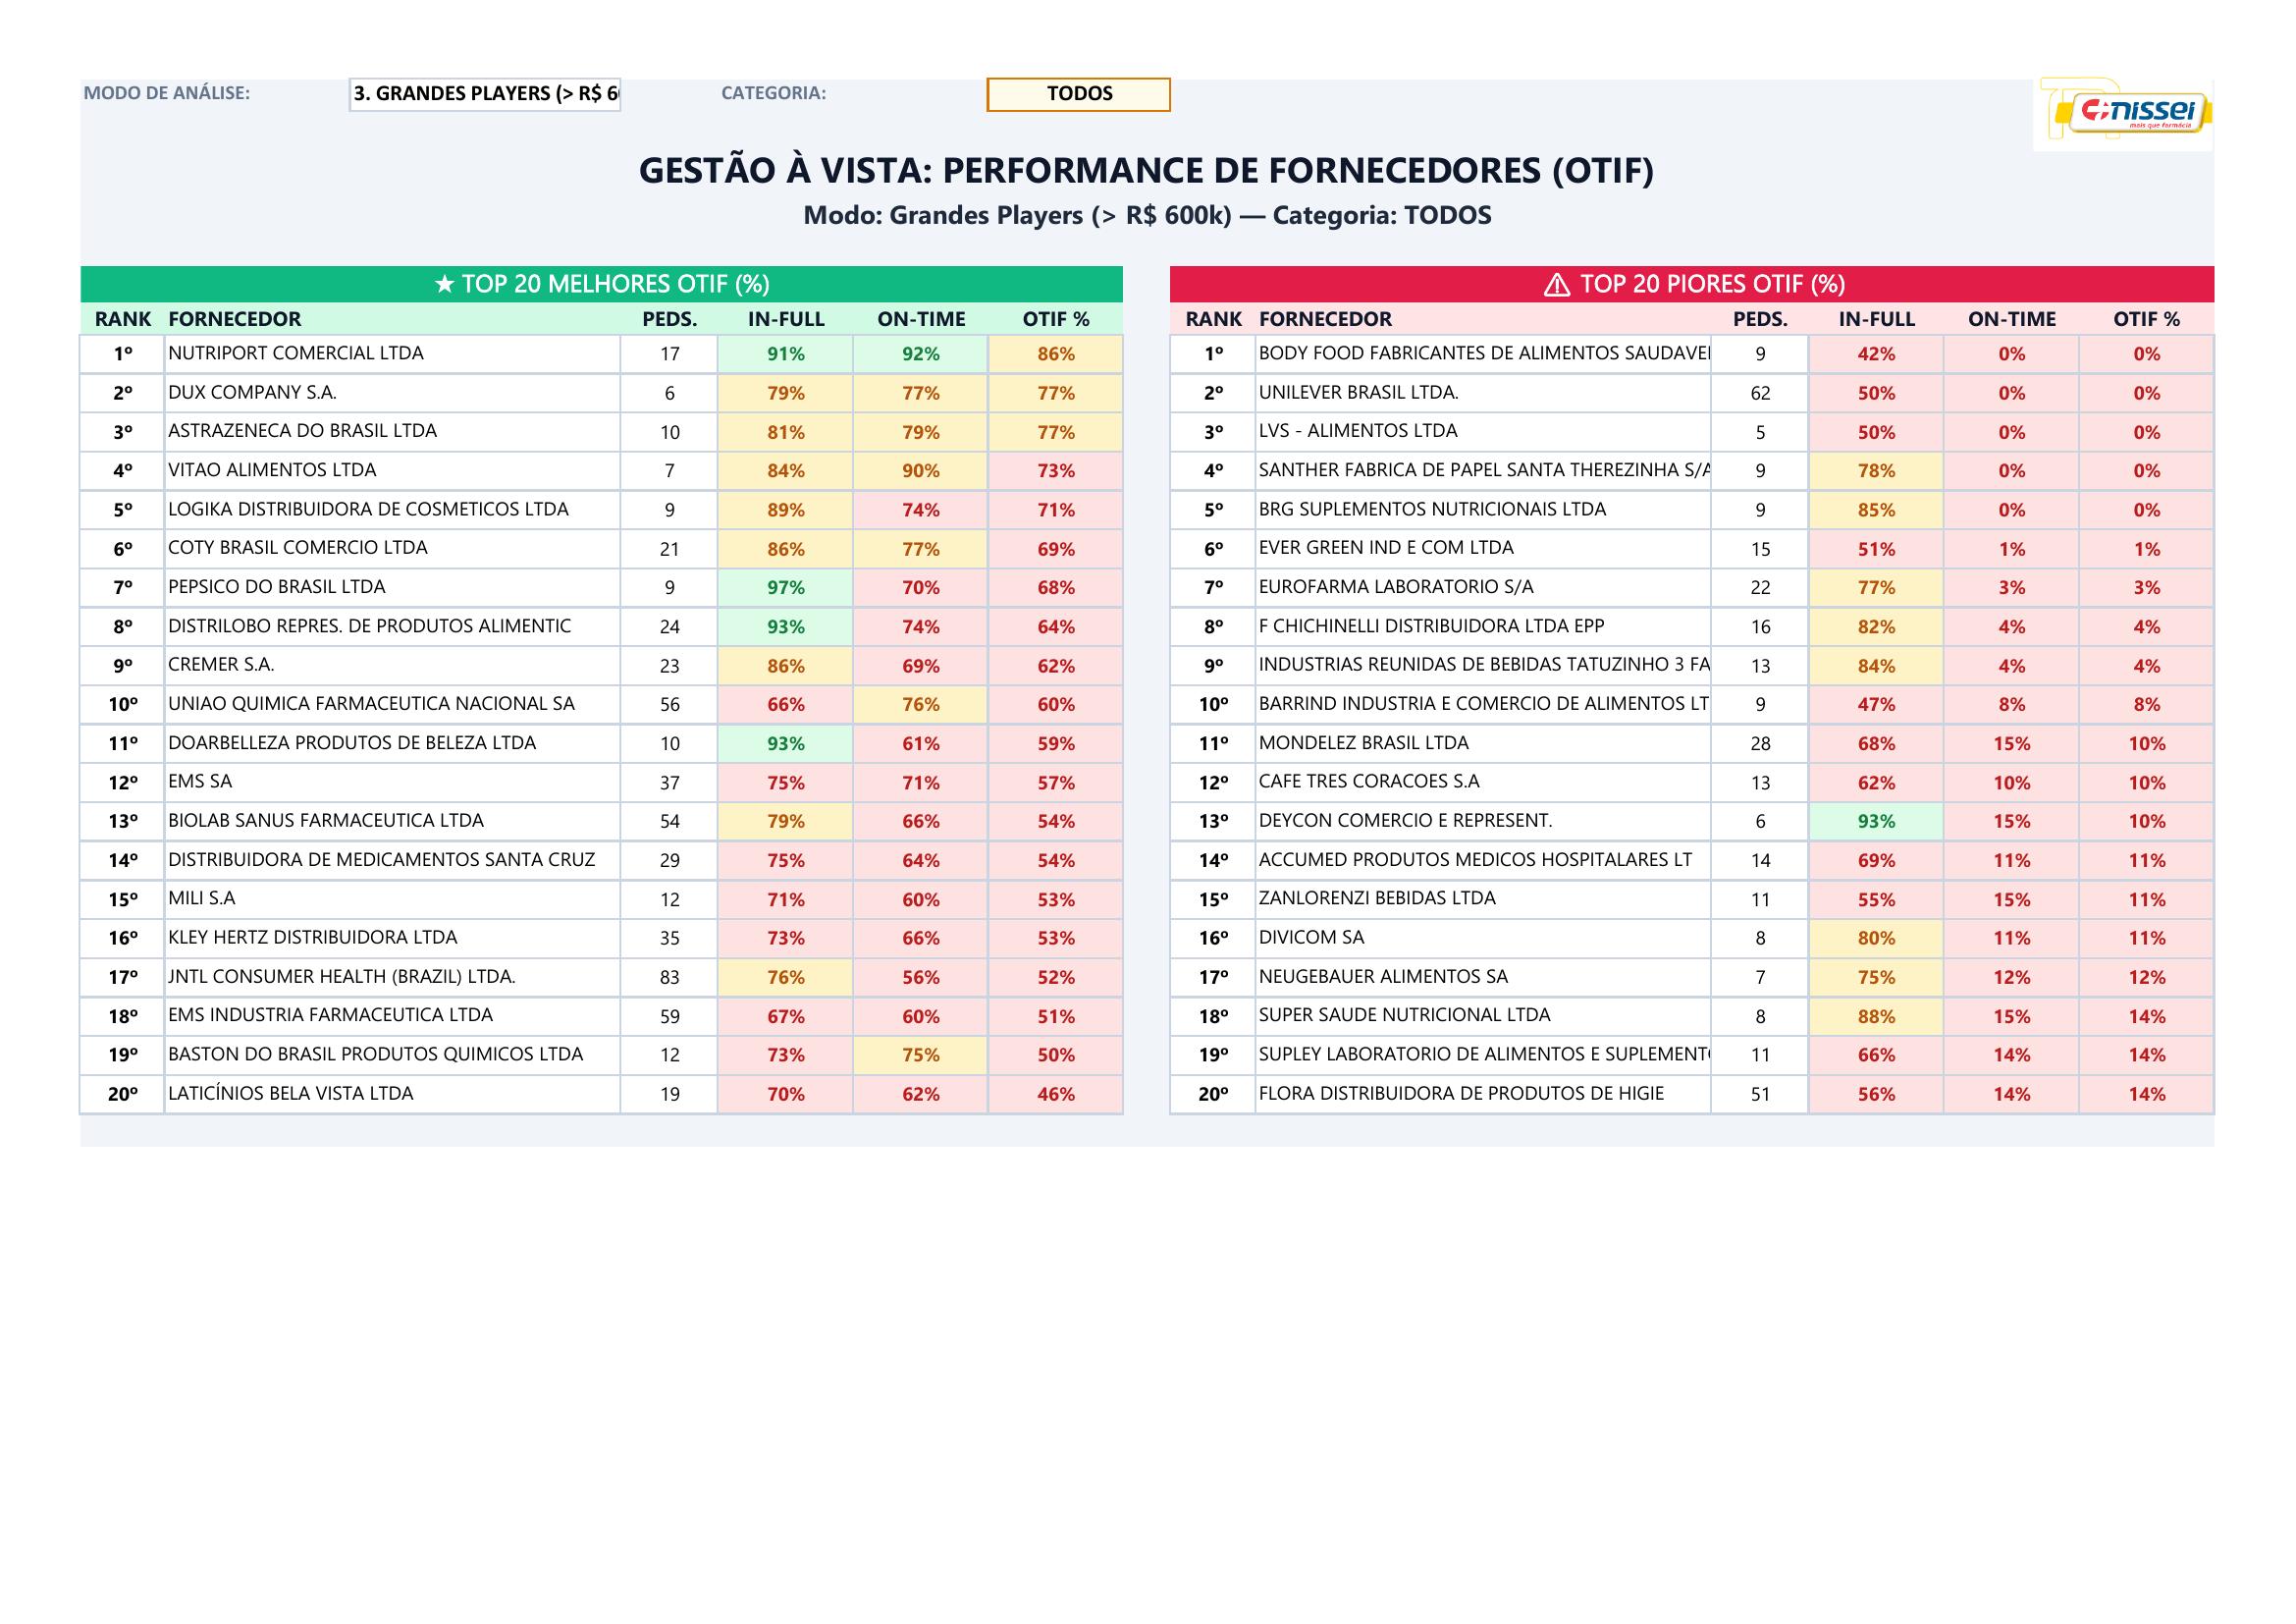 MODO DE ANÁLISE: 3. GRANDES PLAYERS (> R$ 6 CATEGORIA: TODOS
nissei
mais que farmácia
GESTÃO À VISTA: PERFORMANCE DE FORNECEDORES (OTIF)
Modo: Grandes Players (> R$ 600k) — Categoria: TODOS
★ TOP 20 MELHORES OTIF (%)
RANK FORNECEDOR PEDS. IN-FULL ON-TIME OTIF %
1º NUTRIPORT COMERCIAL LTDA 17 91% 92% 86%
2º DUX COMPANY S.A. 6 79% 77% 77%
3º ASTRAZENECA DO BRASIL LTDA 10 81% 79% 77%
4º VITAO ALIMENTOS LTDA 7 84% 90% 73%
5º LOGIKA DISTRIBUIDORA DE COSMETICOS LTDA 9 89% 74% 71%
6º COTY BRASIL COMERCIO LTDA 21 86% 77% 69%
7º PEPSICO DO BRASIL LTDA 9 97% 70% 68%
8º DISTRILOBO REPRES. DE PRODUTOS ALIMENTIC 24 93% 74% 64%
9º CREMER S.A. 23 86% 69% 62%
10º UNIAO QUIMICA FARMACEUTICA NACIONAL SA 56 66% 76% 60%
11º DOARBELLEZA PRODUTOS DE BELEZA LTDA 10 93% 61% 59%
12º EMS SA 37 75% 71% 57%
13º BIOLAB SANUS FARMACEUTICA LTDA 54 79% 66% 54%
14º DISTRIBUIDORA DE MEDICAMENTOS SANTA CRUZ 29 75% 64% 54%
15º MILI S.A 12 71% 60% 53%
16º KLEY HERTZ DISTRIBUIDORA LTDA 35 73% 66% 53%
17º JNTL CONSUMER HEALTH (BRAZIL) LTDA. 83 76% 56% 52%
18º EMS INDUSTRIA FARMACEUTICA LTDA 59 67% 60% 51%
19º BASTON DO BRASIL PRODUTOS QUIMICOS LTDA 12 73% 75% 50%
20º LATICÍNIOS BELA VISTA LTDA 19 70% 62% 46%
⚠ TOP 20 PIORES OTIF (%)
RANK FORNECEDOR PEDS. IN-FULL ON-TIME OTIF %
1º BODY FOOD FABRICANTES DE ALIMENTOS SAUDAVEI 9 42% 0% 0%
2º UNILEVER BRASIL LTDA. 62 50% 0% 0%
3º LVS - ALIMENTOS LTDA 5 50% 0% 0%
4º SANTHER FABRICA DE PAPEL SANTA THEREZINHA S/A 9 78% 0% 0%
5º BRG SUPLEMENTOS NUTRICIONAIS LTDA 9 85% 0% 0%
6º EVER GREEN IND E COM LTDA 15 51% 1% 1%
7º EUROFARMA LABORATORIO S/A 22 77% 3% 3%
8º F CHICHINELLI DISTRIBUIDORA LTDA EPP 16 82% 4% 4%
9º INDUSTRIAS REUNIDAS DE BEBIDAS TATUZINHO 3 FA 13 84% 4% 4%
10º BARRIND INDUSTRIA E COMERCIO DE ALIMENTOS LT 9 47% 8% 8%
11º MONDELEZ BRASIL LTDA 28 68% 15% 10%
12º CAFE TRES CORACOES S.A 13 62% 10% 10%
13º DEYCON COMERCIO E REPRESENT. 6 93% 15% 10%
14º ACCUMED PRODUTOS MEDICOS HOSPITALARES LT 14 69% 11% 11%
15º ZANLORENZI BEBIDAS LTDA 11 55% 15% 11%
16º DIVICOM SA 8 80% 11% 11%
17º NEUGEBAUER ALIMENTOS SA 7 75% 12% 12%
18º SUPER SAUDE NUTRICIONAL LTDA 8 88% 15% 14%
19º SUPLEY LABORATORIO DE ALIMENTOS E SUPLEMENTO 11 66% 14% 14%
20º FLORA DISTRIBUIDORA DE PRODUTOS DE HIGIE 51 56% 14% 14%